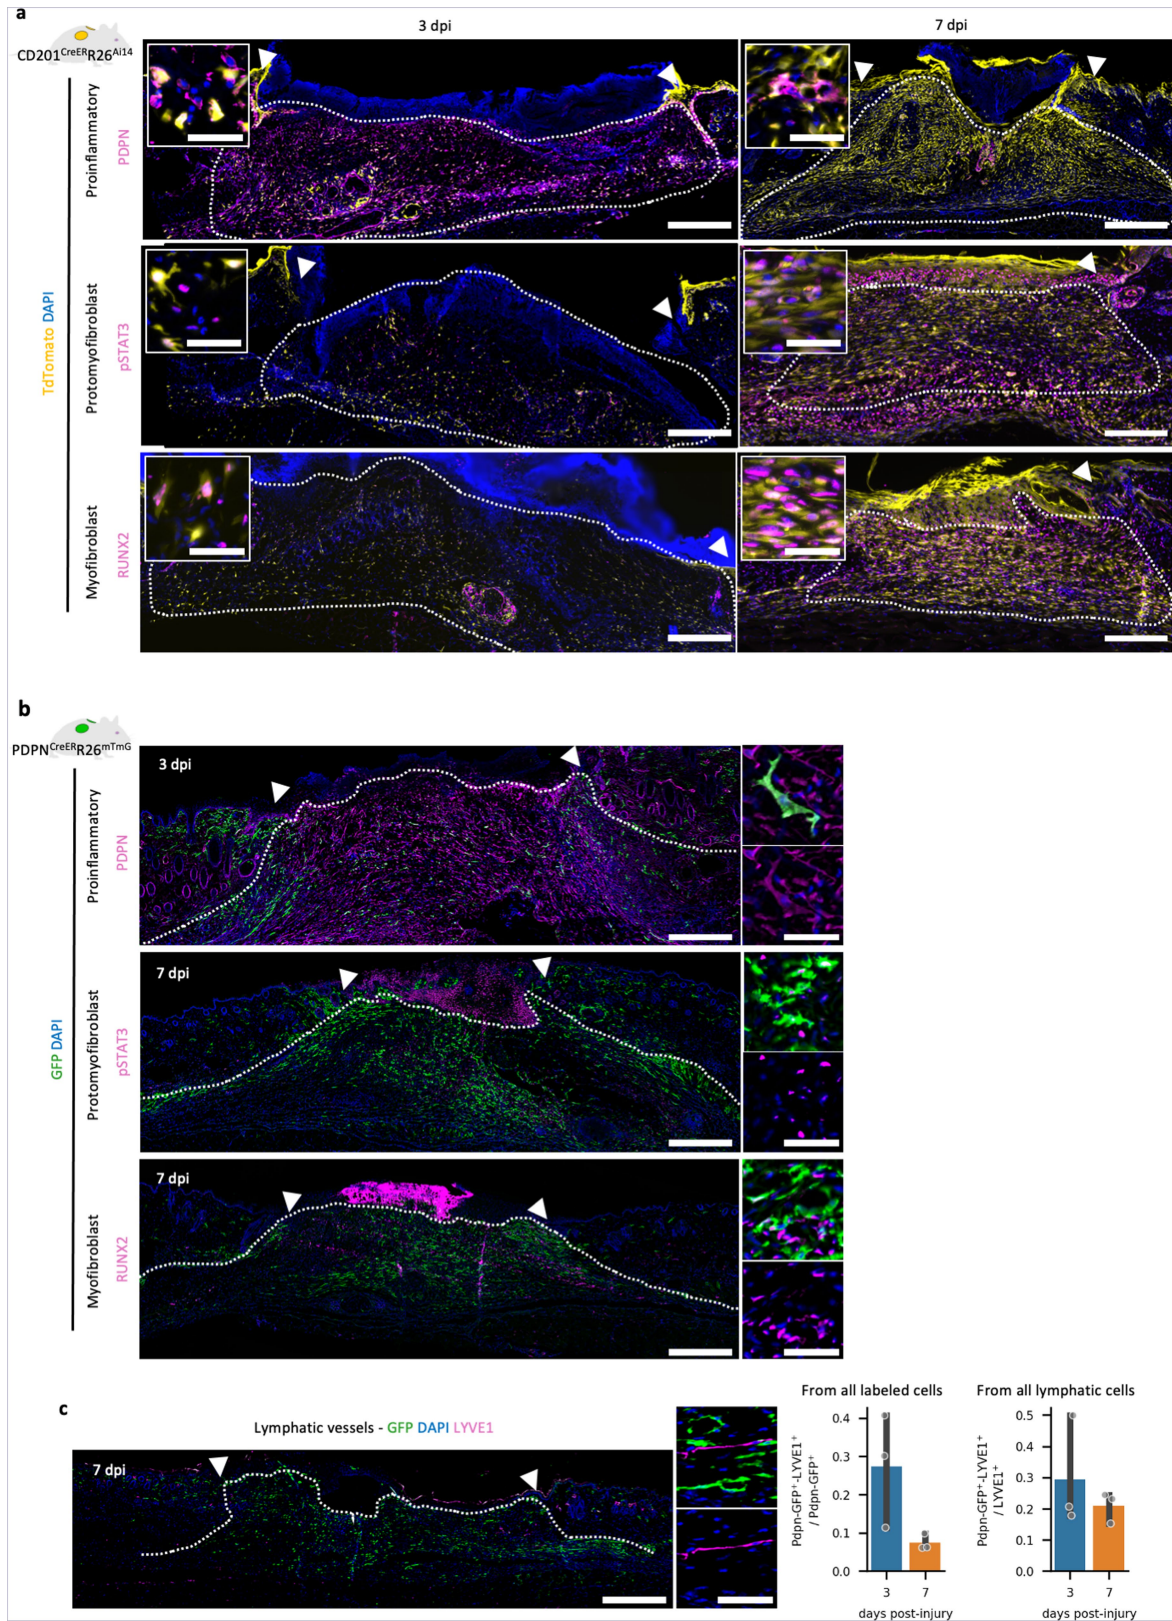 a
3 dpi
7 dpi
CD201CreERR26Ai14
TdTomato DAPI
Proinflammatory
PDPN
Protomyofibroblast
pSTAT3
Myofibroblast
RUNX2
b
PDPNCreERR26mTmG
GFP DAPI
Proinflammatory
PDPN
3 dpi
Protomyofibroblast
pSTAT3
7 dpi
Myofibroblast
RUNX2
7 dpi
c
Lymphatic vessels - GFP DAPI LYVE1
7 dpi
From all labeled cells
Pdpn-GFP+-LYVE1+
/ Pdpn-GFP+
0.4
0.3
0.2
0.1
0.0
3 7
days post-injury
From all lymphatic cells
Pdpn-GFP+-LYVE1+
/ LYVE1+
0.5
0.4
0.3
0.2
0.1
0.0
3 7
days post-injury